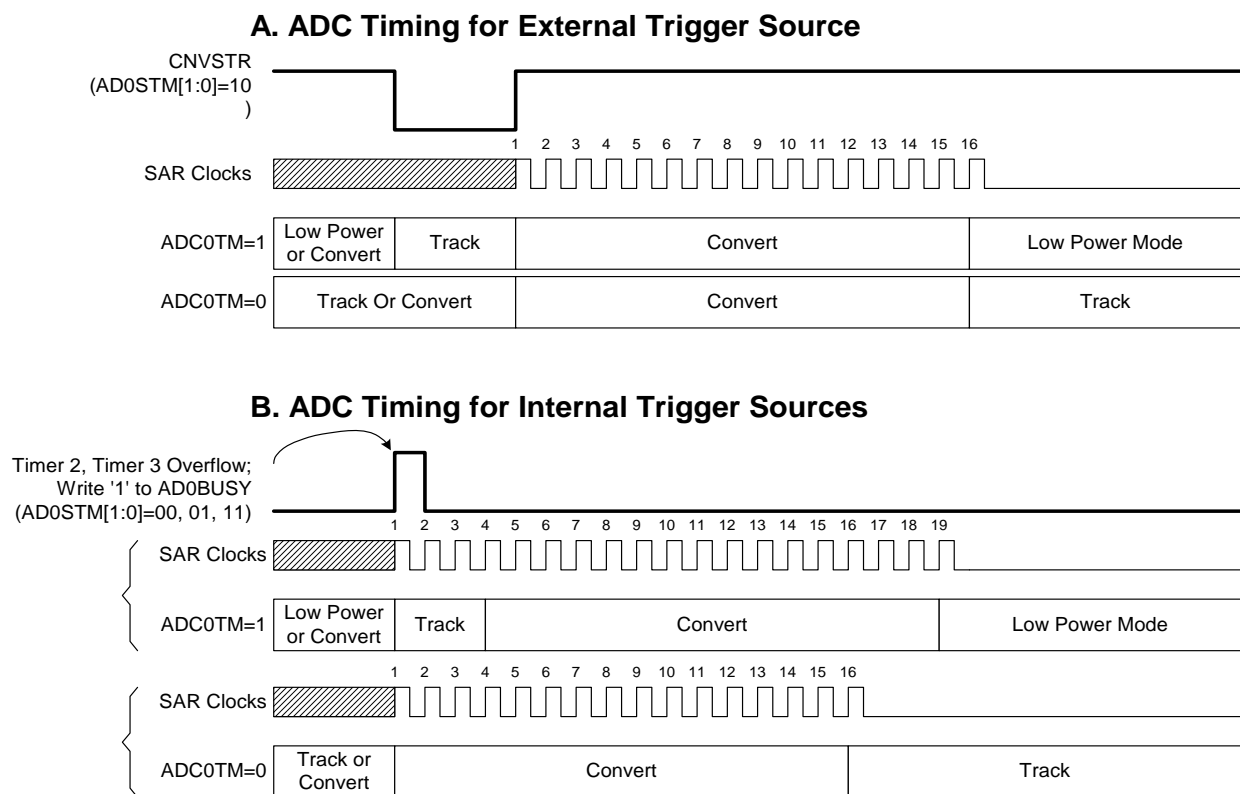 A. ADC Timing for External Trigger Source
CNVSTR
(AD0STM[1:0]=10
)
1 2 3 4 5 6 7 8 9 10 11 12 13 14 15 16
SAR Clocks
ADC0TM=1
Low Power
or Convert
Track
Convert
Low Power Mode
ADC0TM=0
Track Or Convert
Convert
Track
B. ADC Timing for Internal Trigger Sources
Timer 2, Timer 3 Overflow;
Write '1' to AD0BUSY
(AD0STM[1:0]=00, 01, 11)
1 2 3 4 5 6 7 8 9 10 11 12 13 14 15 16 17 18 19
SAR Clocks
ADC0TM=1
Low Power
or Convert
Track
Convert
Low Power Mode
1 2 3 4 5 6 7 8 9 10 11 12 13 14 15 16
SAR Clocks
ADC0TM=0
Track or
Convert
Convert
Track